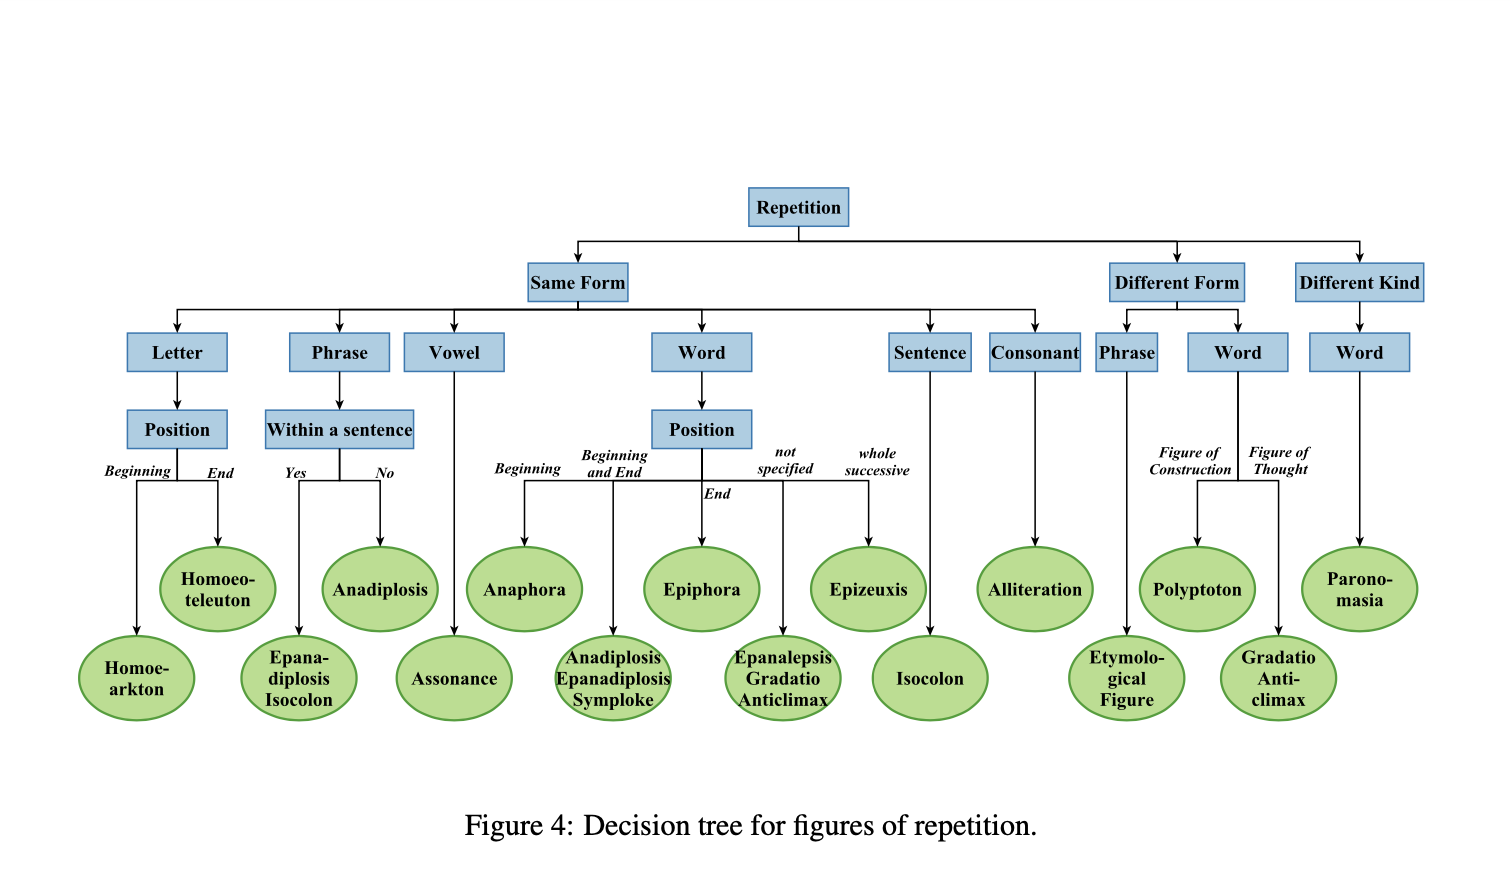 Repetition
Same Form
Different Form
Different Kind
Letter
Phrase
Vowel
Word
Sentence
Consonant
Phrase
Word
Word
Position
Within a sentence
Position
Beginning
End
Yes
No
Beginning
Beginning
and End
End
not
specified
whole
successive
Figure of
Construction
Figure of
Thought
Homoeo-
teleuton
Anadiplosis
Anaphora
Epiphora
Epizeuxis
Alliteration
Polyptoton
Parono-
masia
Homoe-
arkton
Epana-
diplosis
Isocolon
Assonance
Anadiplosis
Epanadiplosis
Symploke
Epanalepsis
Gradatio
Anticlimax
Isocolon
Etymolo-
gical
Figure
Gradatio
Anti-
climax
Figure 4: Decision tree for figures of repetition.